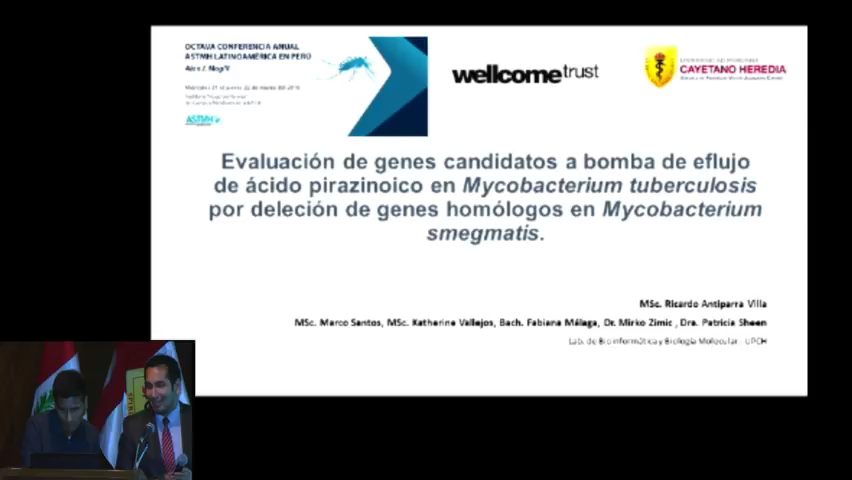 OCTAVA CONFERENCIA ANUAL
ASTMH LATINOAMÉRICA EN PERÚ
ASTMH
wellcometrust
CAYETANO HEREDIA
Evaluación de genes candidatos a bomba de eflujo
de ácido pirazinoico en Mycobacterium tuberculosis
por deleción de genes homólogos en Mycobacterium
smegmatis.
MSc. Ricardo Antiparra Villa
MSc. Marco Santos, MSc. Katherine Vallejos, Bach. Fabiana Málaga, Dr. Mirko Zimic , Dra. Patricia Sheen
Lab. de Bioinformática y Biología Molecular - UPCH